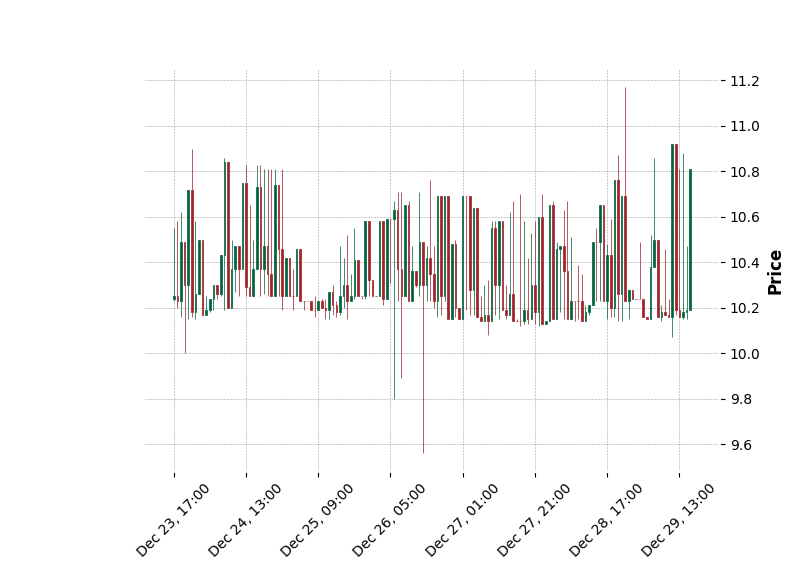 11.2
11.0
10.8
10.6
10.4
10.2
10.0
9.8
9.6
Price
Dec 23, 17:00
Dec 24, 13:00
Dec 25, 09:00
Dec 26, 05:00
Dec 27, 01:00
Dec 27, 21:00
Dec 28, 17:00
Dec 29, 13:00